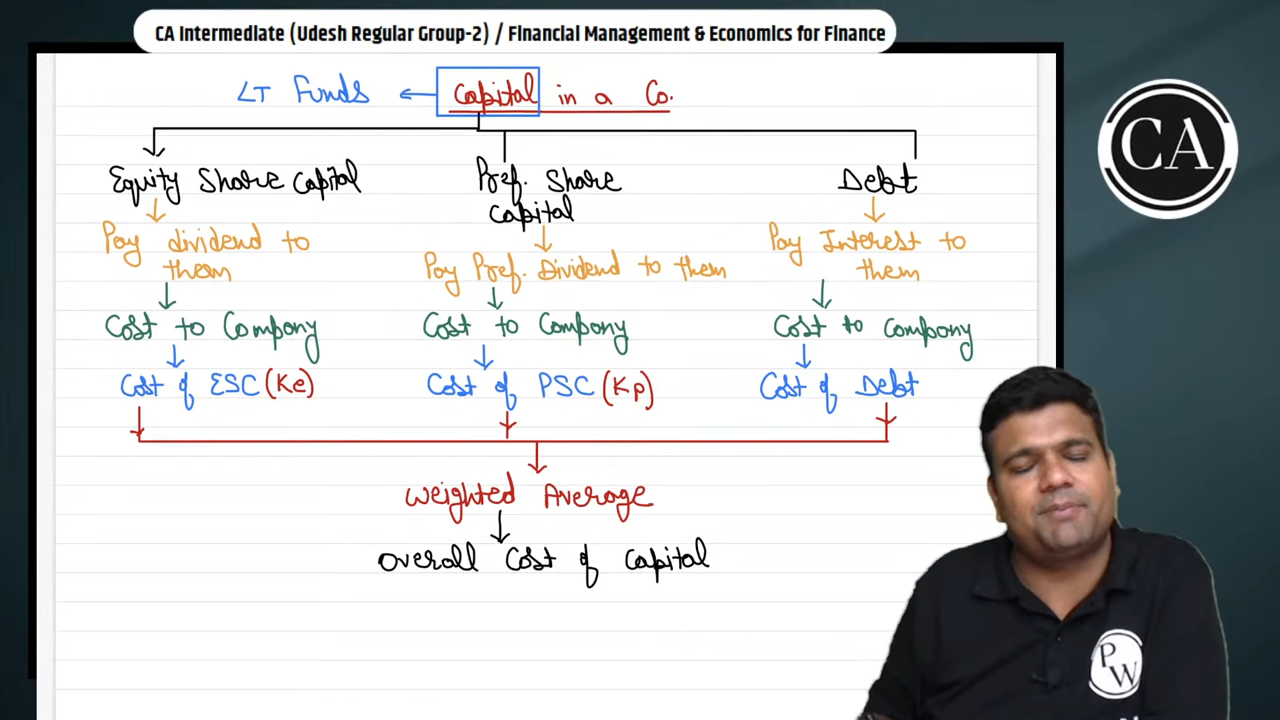 CA Intermediate (Udesh Regular Group-2) / Financial Management & Economics for Finance
LT Funds ← Capital in a Co.
CA
Equity Share Capital
Pref. Share
Capital
Debt
Pay dividend to
them
Pay Pref. Dividend to them
Pay Interest to
them
Cost to Company
Cost to Company
Cost to Company
Cost of ESC (Ke)
Cost of PSC (Kp)
Cost of Debt
Weighted Average
Overall Cost of Capital
P
W